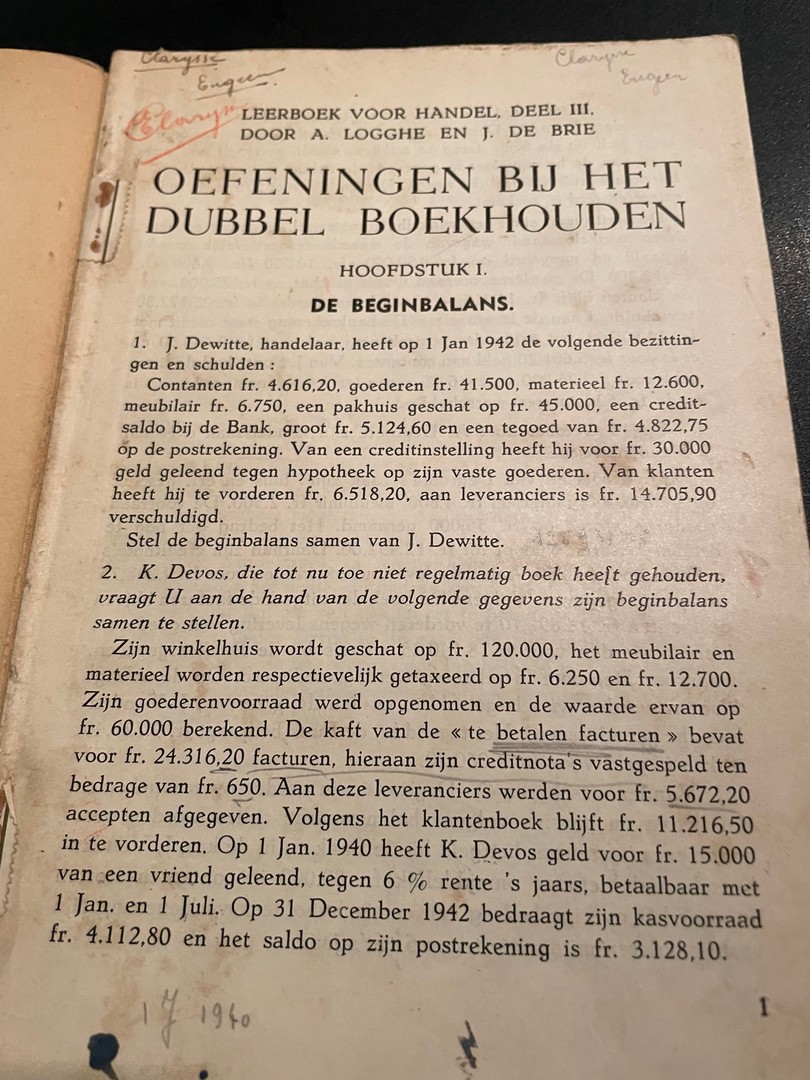 Clarysse
Eugeen.
Clarysse
Eugeen
"Clary"
LEERBOEK VOOR HANDEL, DEEL III.
DOOR A. LOGGHE EN J. DE BRIE
OEFENINGEN BIJ HET
DUBBEL BOEKHOUDEN
HOOFDSTUK I.
DE BEGINBALANS.
1. J. Dewitte, handelaar, heeft op 1 Jan 1942 de volgende bezittin-
gen en schulden :
Contanten fr. 4.616,20, goederen fr. 41.500, materieel fr. 12.600,
meubilair fr. 6.750, een pakhuis geschat op fr. 45.000, een credit-
saldo bij de Bank, groot fr. 5.124,60 en een tegoed van fr. 4.822,75
op de postrekening. Van een creditinstelling heeft hij voor fr. 30.000
geld geleend tegen hypotheek op zijn vaste goederen. Van klanten
heeft hij te vorderen fr. 6.518,20, aan leveranciers is fr. 14.705,90
verschuldigd.
Stel de beginbalans samen van J. Dewitte.
2. K. Devos, die tot nu toe niet regelmatig boek heeft gehouden,
vraagt U aan de hand van de volgende gegevens zijn beginbalans
samen te stellen.
Zijn winkelhuis wordt geschat op fr. 120.000, het meubilair en
materieel worden respectievelijk getaxeerd op fr. 6.250 en fr. 12.700.
Zijn goederenvoorraad werd opgenomen en de waarde ervan op
fr. 60.000 berekend. De kaft van de « te betalen facturen » bevat
voor fr. 24.316,20 facturen, hieraan zijn creditnota's vastgespeld ten
bedrage van fr. 650. Aan deze leveranciers werden voor fr. 5.672,20
accepten afgegeven. Volgens het klantenboek blijft fr. 11.216,50
in te vorderen. Op 1 Jan. 1940 heeft K. Devos geld voor fr. 15.000
van een vriend geleend, tegen 6 % rente 's jaars, betaalbaar met
1 Jan. en 1 Juli. Op 31 December 1942 bedraagt zijn kasvoorraad
fr. 4.112,80 en het saldo op zijn postrekening is fr. 3.128,10.
1 J 1940
1